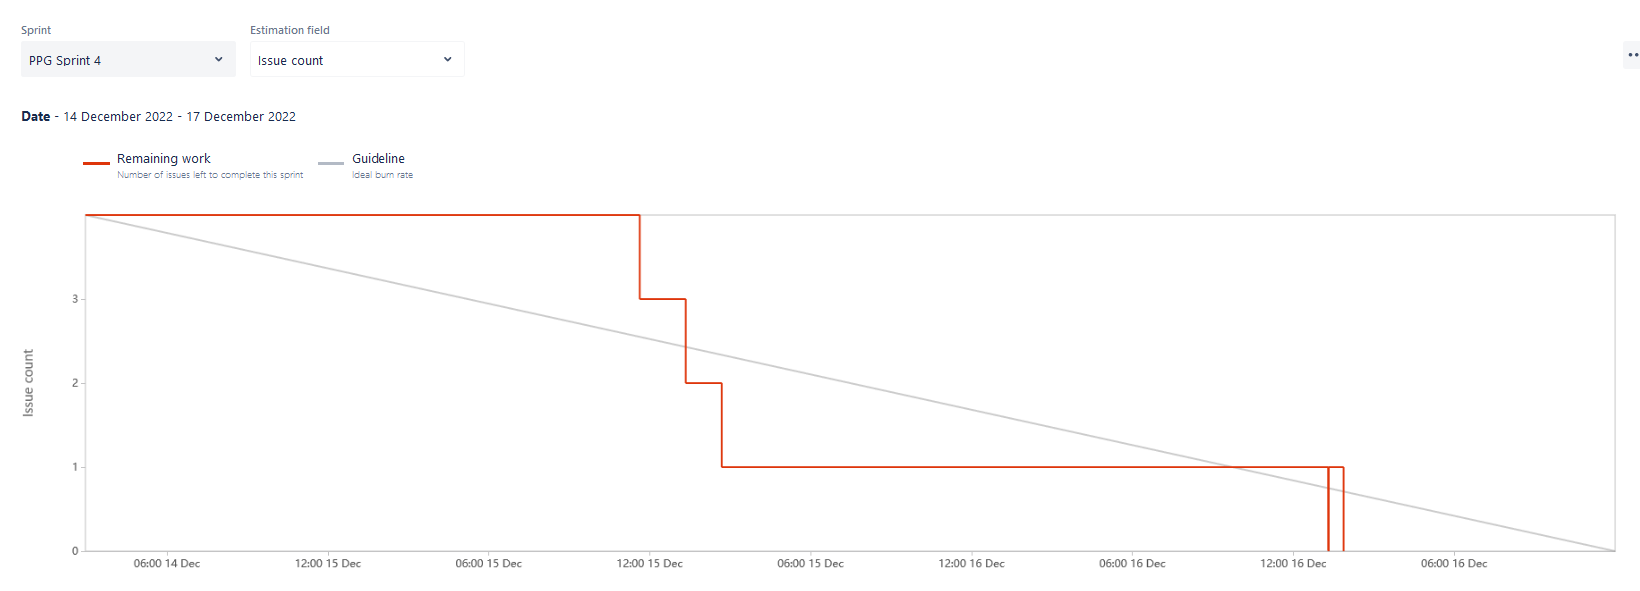 Sprint
Estimation field
PPG Sprint 4
Issue count
Date - 14 December 2022 - 17 December 2022
Remaining work
Number of issues left to complete this sprint
Guideline
Ideal burn rate
Issue count
3
2
1
0
06:00 14 Dec
12:00 15 Dec
06:00 15 Dec
12:00 15 Dec
06:00 15 Dec
12:00 16 Dec
06:00 16 Dec
12:00 16 Dec
06:00 16 Dec